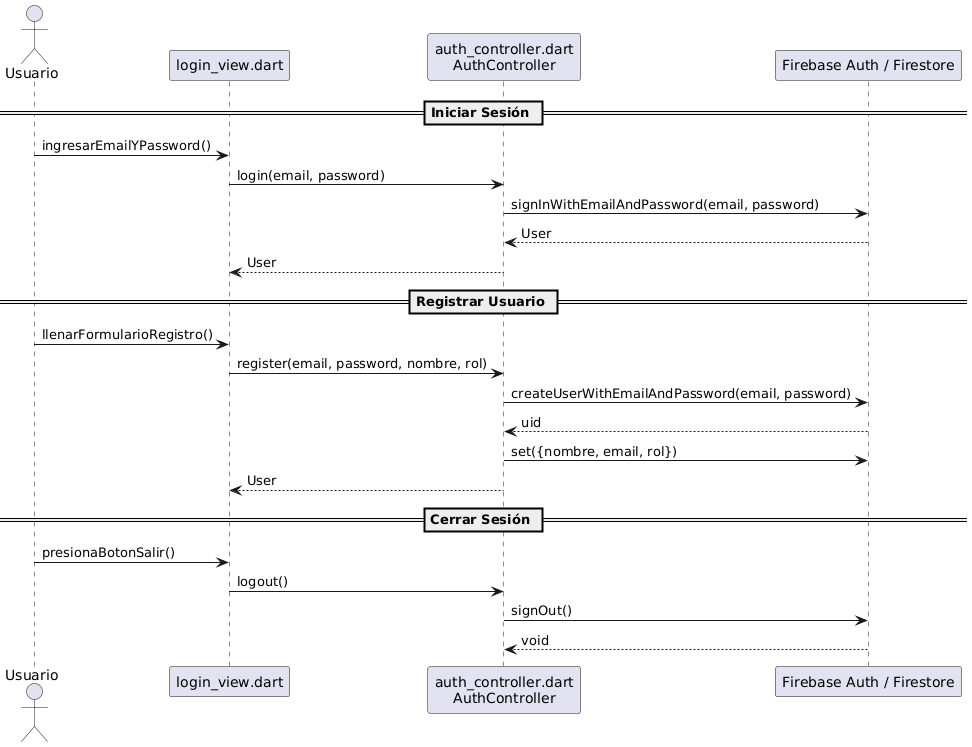 Usuario
login_view.dart
auth_controller.dart
AuthController
Firebase Auth / Firestore
Iniciar Sesión
ingresarEmailYPassword()
login(email, password)
signInWithEmailAndPassword(email, password)
User
User
Registrar Usuario
llenarFormularioRegistro()
register(email, password, nombre, rol)
createUserWithEmailAndPassword(email, password)
uid
set({nombre, email, rol})
User
Cerrar Sesión
presionaBotonSalir()
logout()
signOut()
void
Usuario
login_view.dart
auth_controller.dart
AuthController
Firebase Auth / Firestore